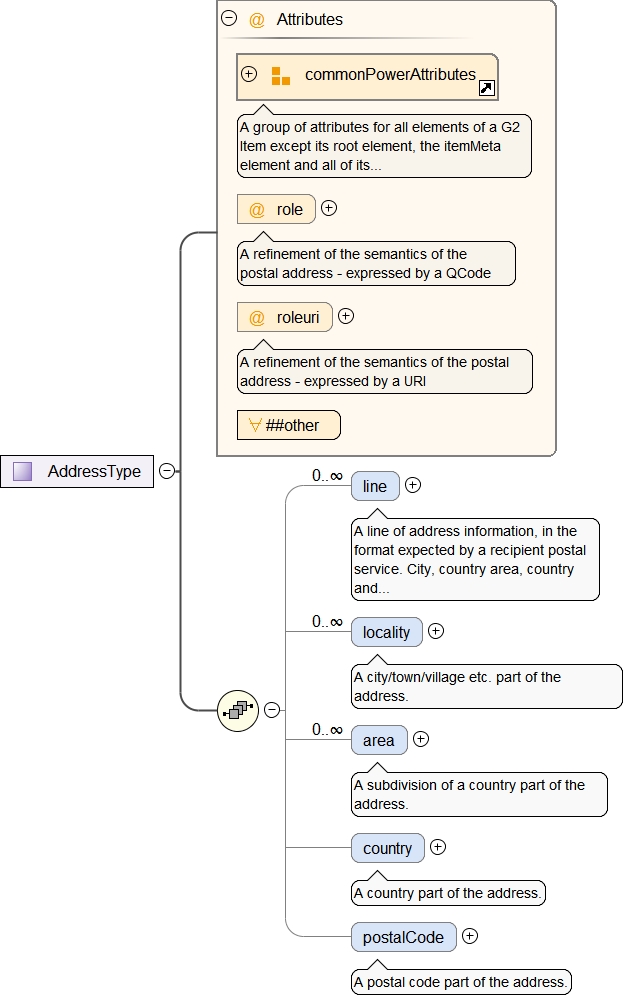 Attributes
commonPowerAttributes
A group of attributes for all elements of a G2
Item except its root element, the itemMeta
element and all of its...
@ role
A refinement of the semantics of the
postal address - expressed by a QCode
@ roleuri
A refinement of the semantics of the postal
address - expressed by a URI
##other
AddressType
0..∞
line
A line of address information, in the
format expected by a recipient postal
service. City, country area, country
and...
0..∞
locality
A city/town/village etc. part of the
address.
0..∞
area
A subdivision of a country part of the
address.
country
A country part of the address.
postalCode
A postal code part of the address.